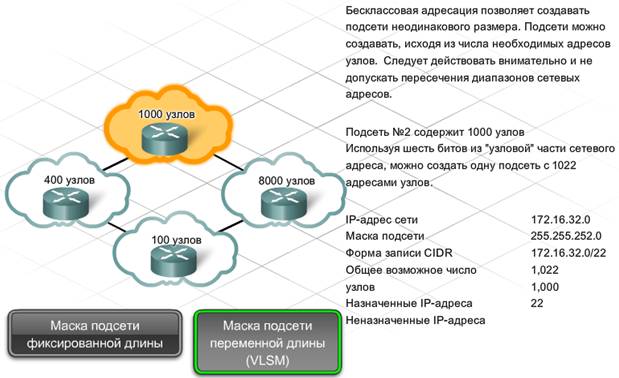 Бесклассовая адресация позволяет создавать
подсети неодинакового размера. Подсети можно
создавать, исходя из числа необходимых адресов
узлов. Следует действовать внимательно и не
допускать пересечения диапазонов сетевых
адресов.
1000 узлов
400 узлов
8000 узлов
100 узлов
Подсеть №2 содержит 1000 узлов
Используя шесть битов из "узловой" части сетевого
адреса, можно создать одну подсеть с 1022
адресами узлов.
IP-адрес сети 172.16.32.0
Маска подсети 255.255.252.0
Форма записи CIDR 172.16.32.0/22
Общее возможное число 1,022
узлов 1,000
Назначенные IP-адреса 22
Неназначенные IP-адреса
Маска подсети
фиксированной длины
Маска подсети
переменной длины
(VLSM)